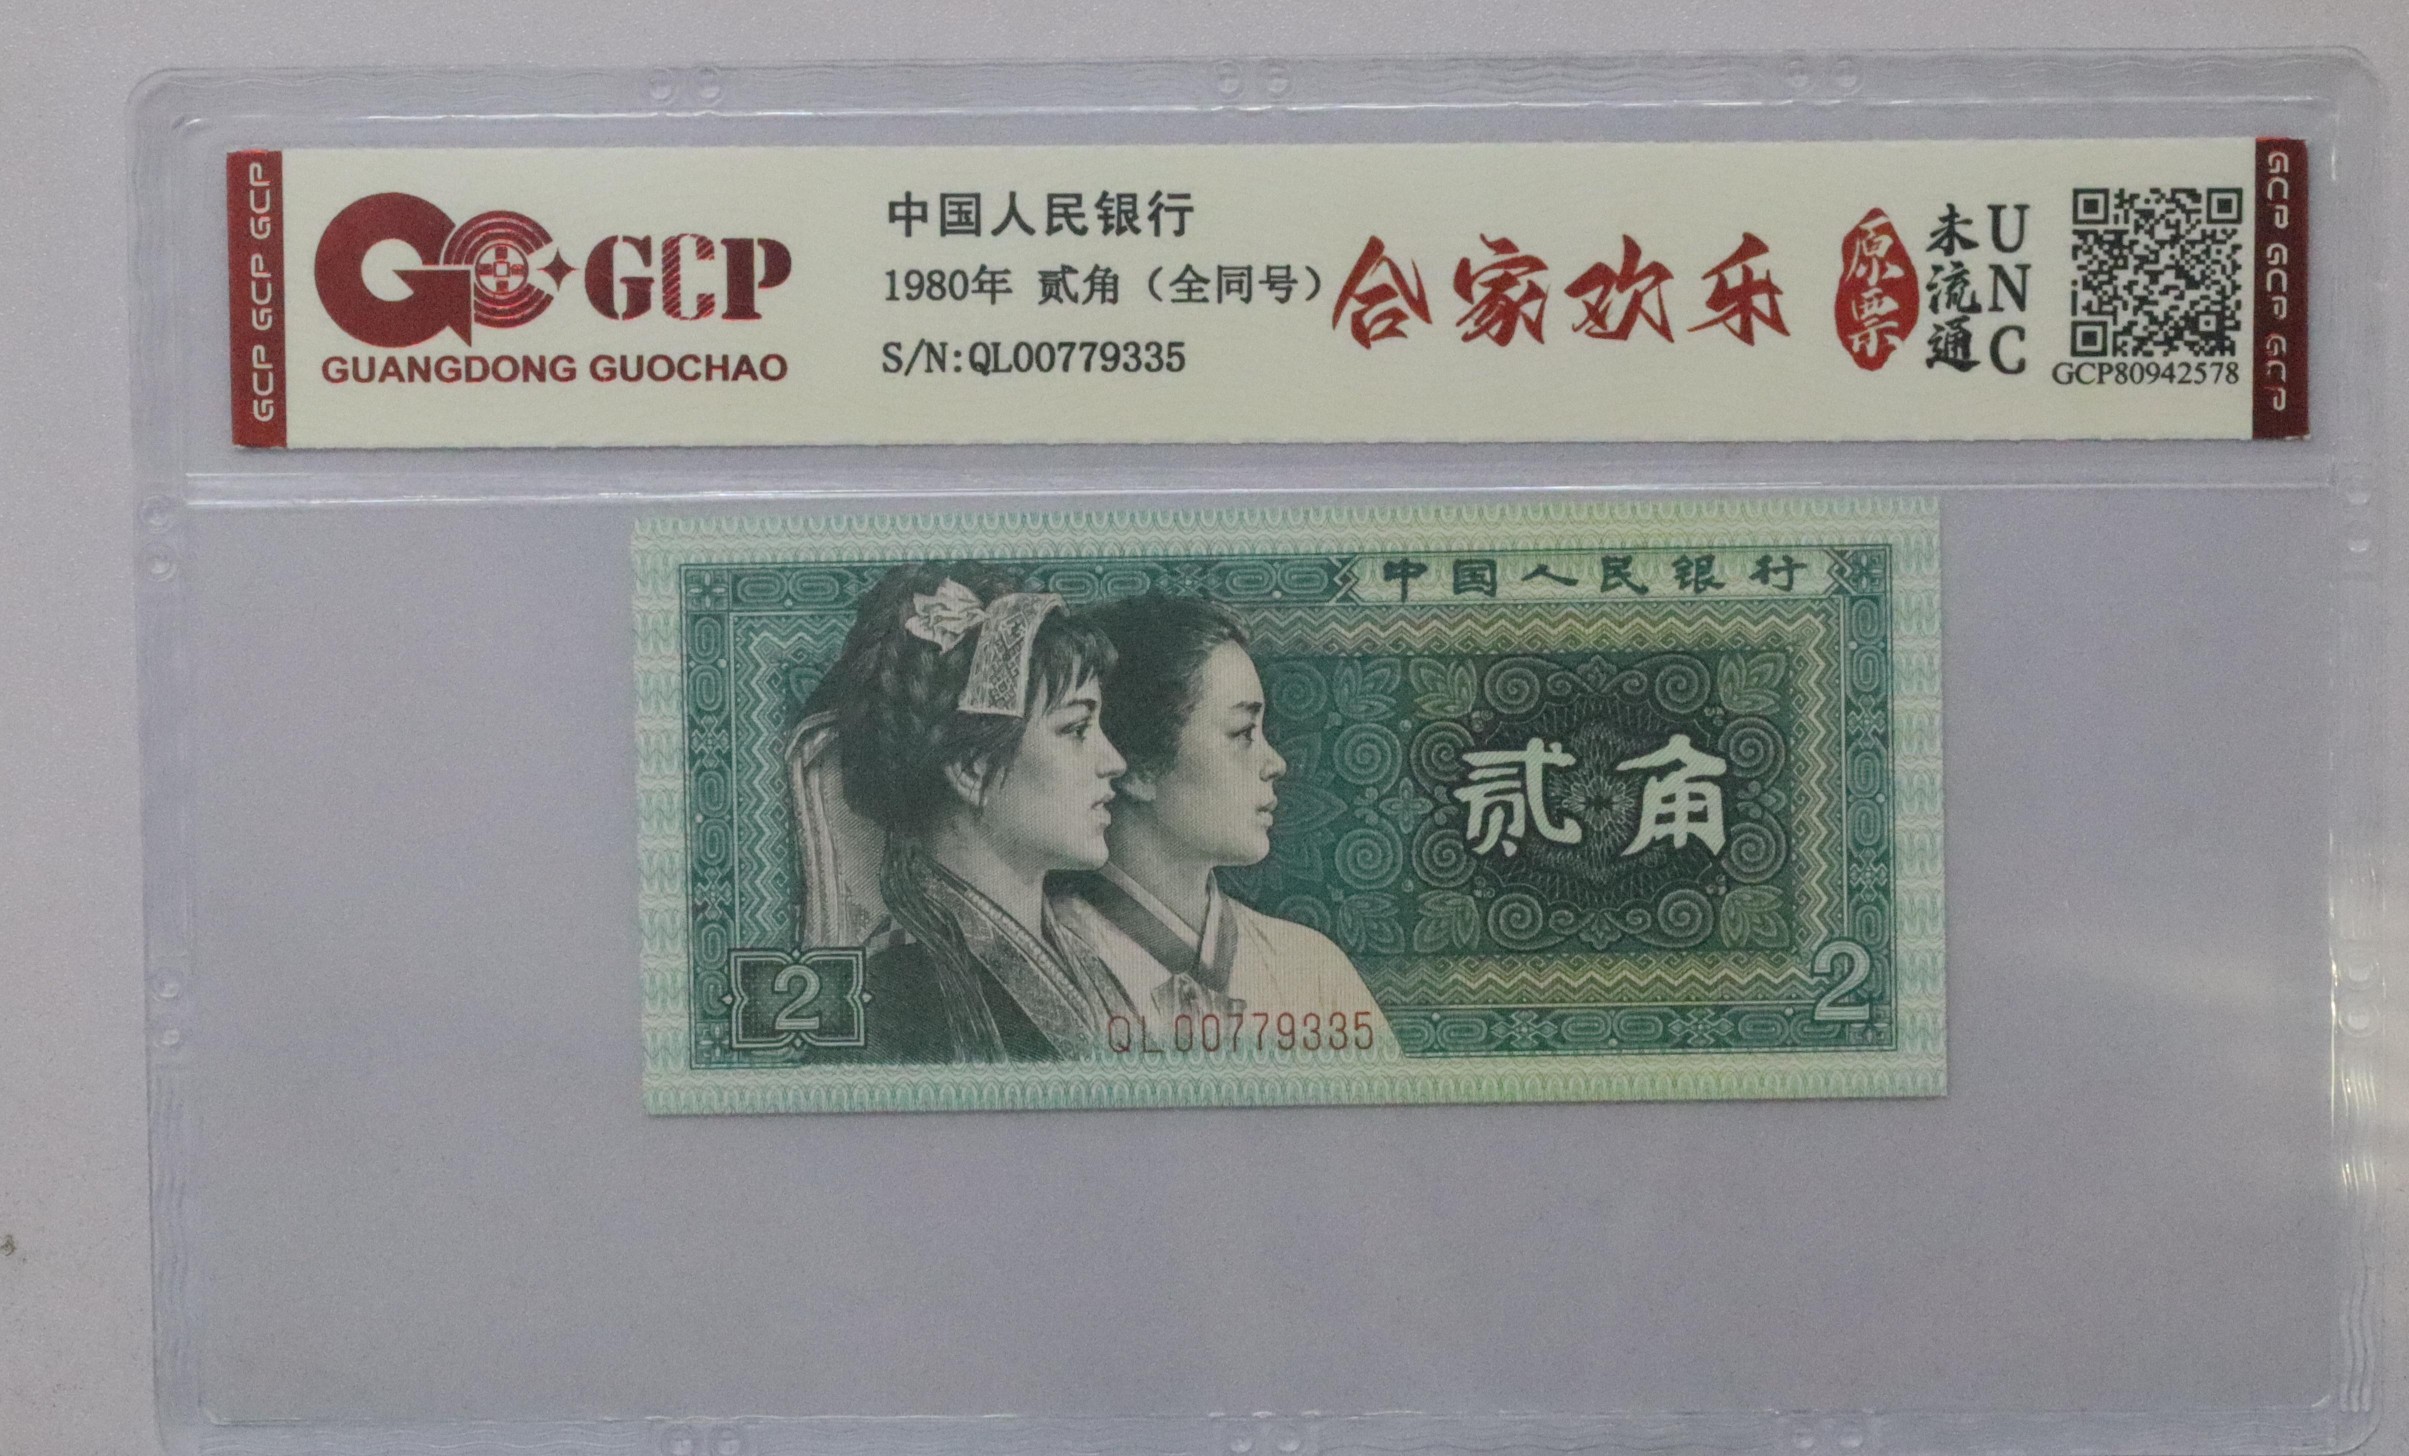 GCP GCP GCP
GCP
GUANGDONG GUOCHAO
中国人民银行
1980年 贰角（全同号）
S/N:QL00779335
合家欢乐
原票
未流通
UNC
GCP80942578
GCP GCP GCP
中国人民银行
贰角
2
2
QL00779335